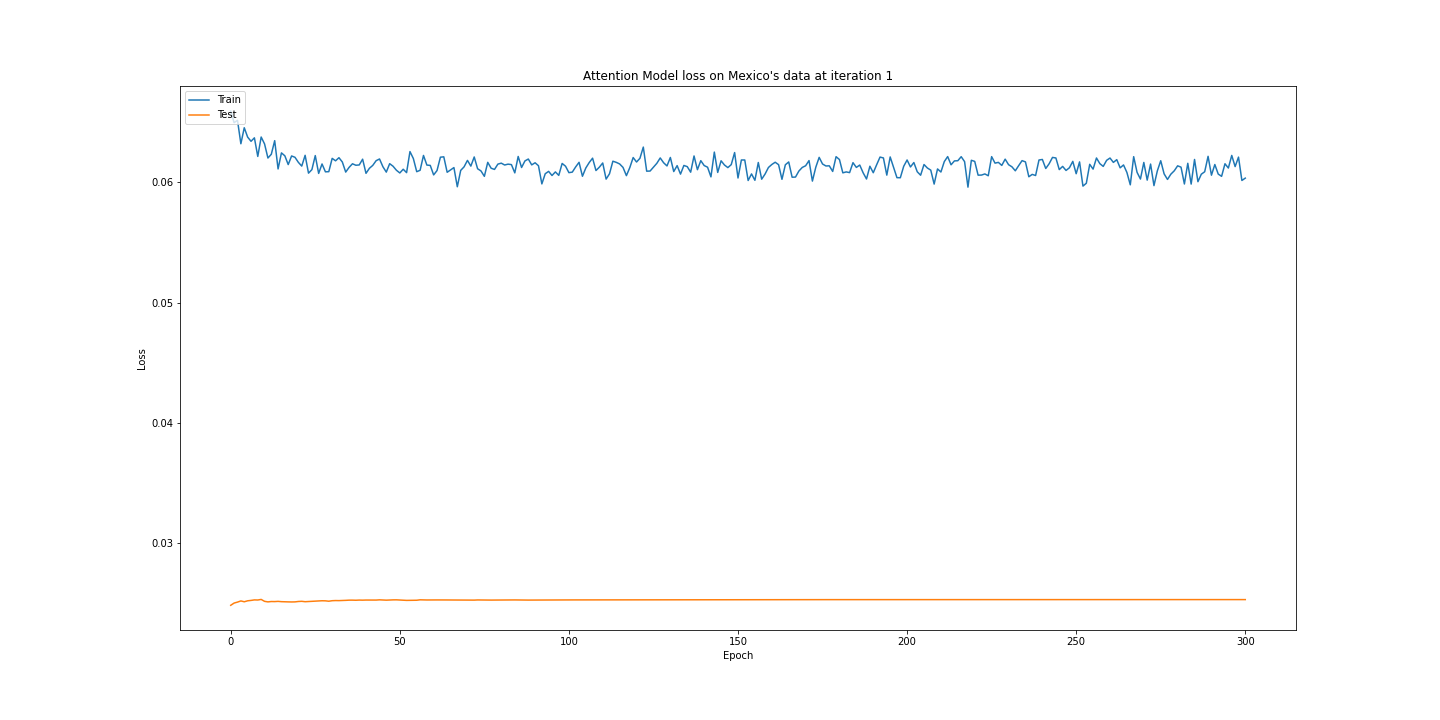 Attention Model loss on Mexico's data at iteration 1
Train
Test
0.06
0.05
0.04
0.03
Loss
0
50
100
150
200
250
300
Epoch